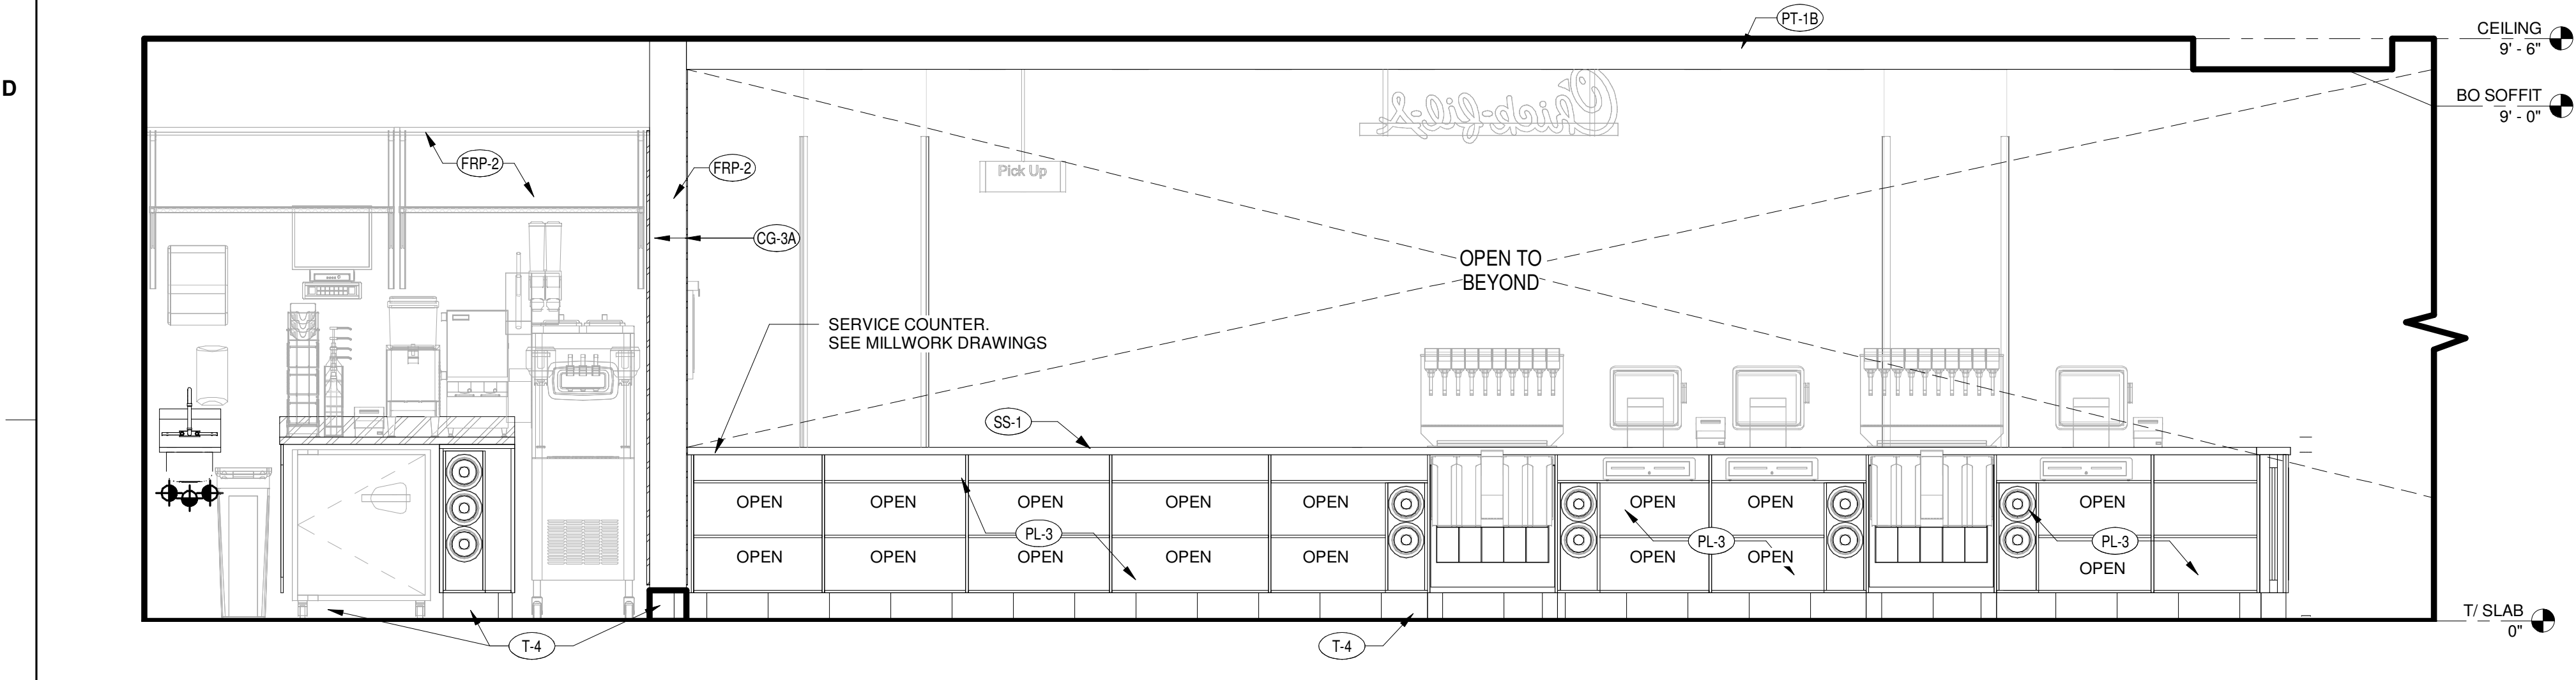 PT-1B
CEILING
9' - 6"
D
BO SOFFIT
9' - 0"
Chick-fil-A
FRP-2
FRP-2
Pick Up
CG-3A
OPEN TO
BEYOND
SERVICE COUNTER.
SEE MILLWORK DRAWINGS
SS-1
OPEN OPEN OPEN OPEN OPEN OPEN OPEN OPEN
PL-3 PL-3 PL-3
OPEN OPEN OPEN OPEN OPEN OPEN OPEN OPEN
T/ SLAB
0"
T-4 T-4